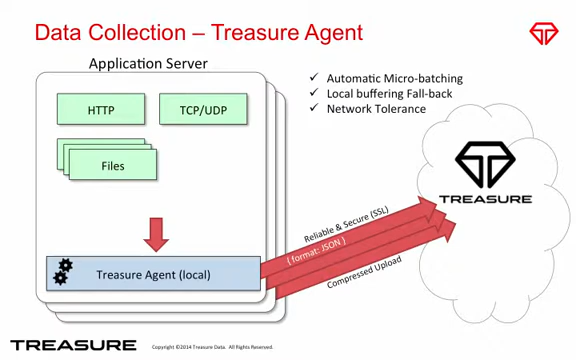 Data Collection – Treasure Agent
Application Server
HTTP
TCP/UDP
Files
Treasure Agent (local)
✓ Automatic Micro-batching
✓ Local buffering Fall-back
✓ Network Tolerance
Reliable & Secure (SSL)
( format: JSON )
Compressed Upload
TREASURE
TREASURE
Copyright ©2014 Treasure Data. All Rights Reserved.